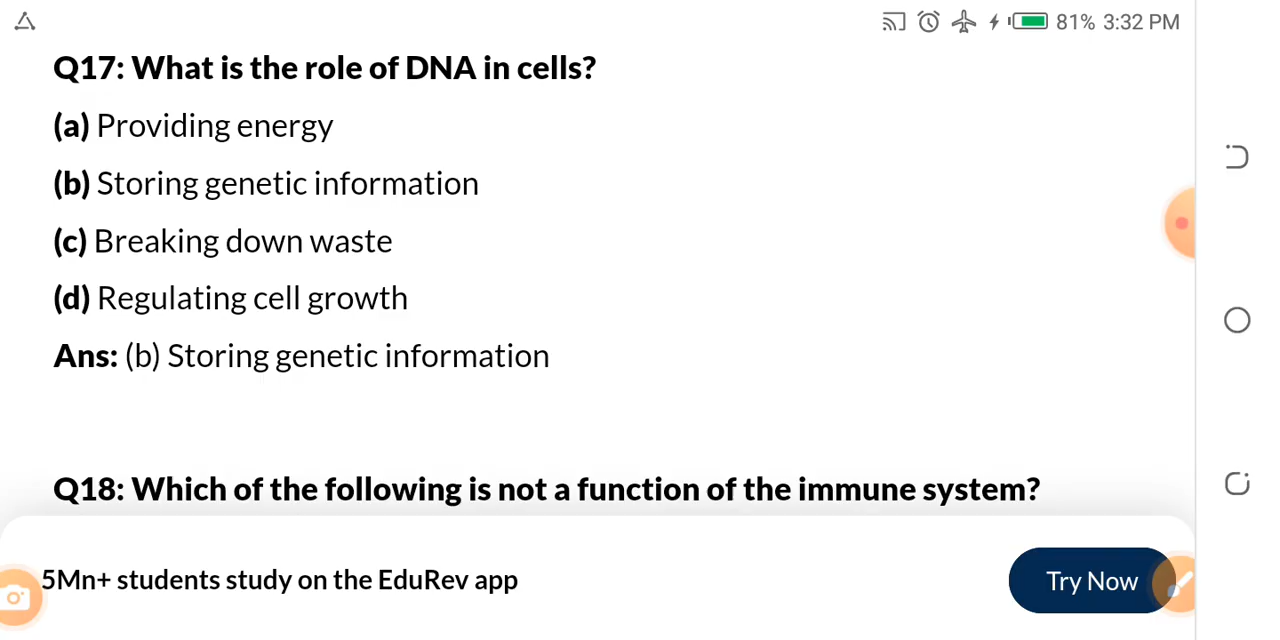 81% 3:32 PM
Q17: What is the role of DNA in cells?
(a) Providing energy
(b) Storing genetic information
(c) Breaking down waste
(d) Regulating cell growth
Ans: (b) Storing genetic information
Q18: Which of the following is not a function of the immune system?
5Mn+ students study on the EduRev app
Try Now